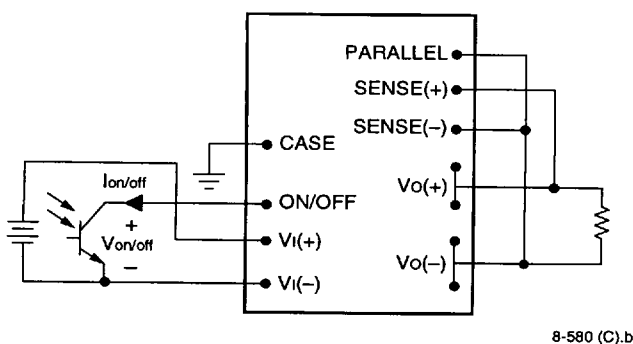 PARALLEL
SENSE(+)
SENSE(–)
CASE
Ion/off
ON/OFF
VO(+)
+
Von/off
–
VI(+)
VO(–)
VI(–)
8-580 (C).b